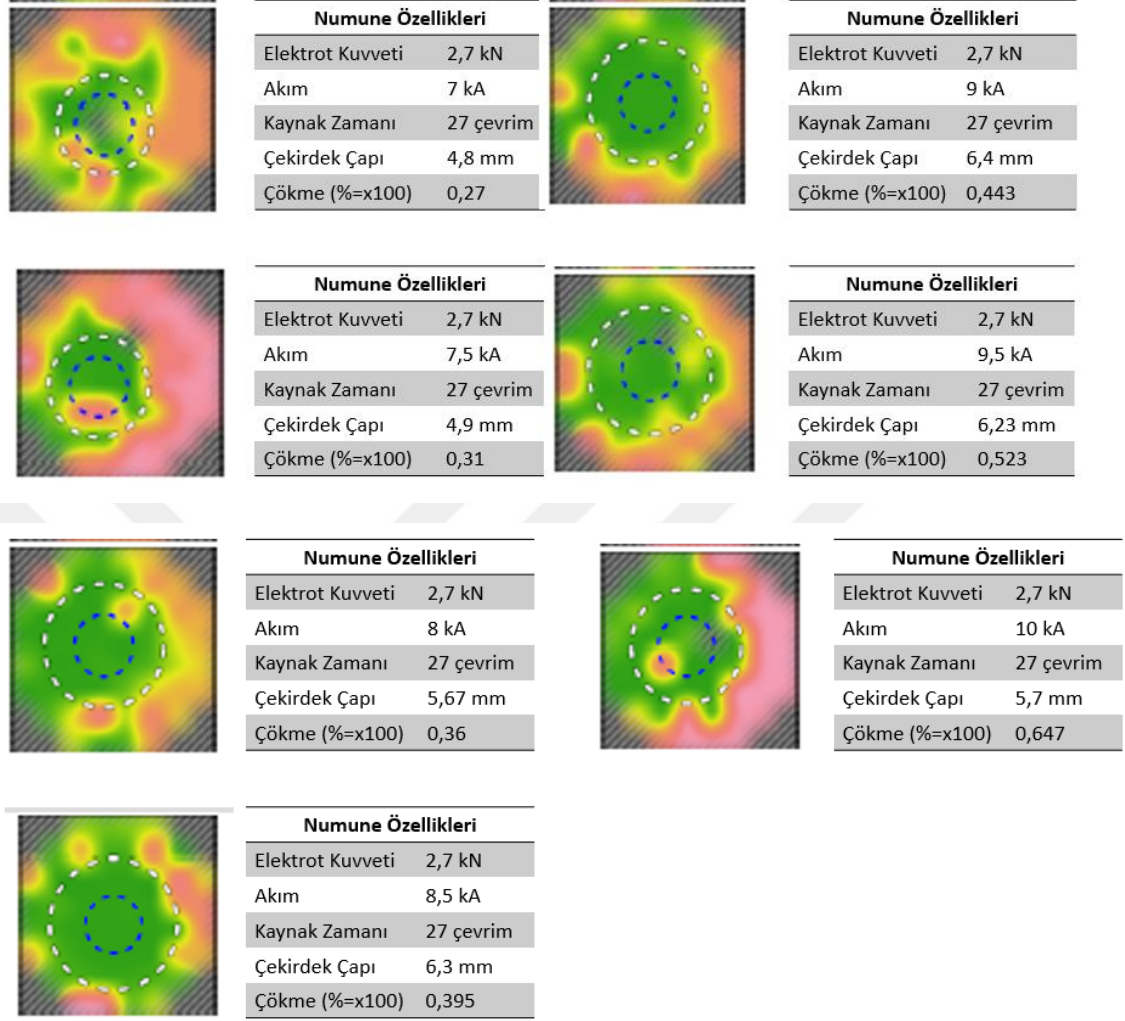 Numune Özellikleri
Elektrot Kuvveti 2,7 kN
Akım 7 kA
Kaynak Zamanı 27 çevrim
Çekirdek Çapı 4,8 mm
Çökme (%=x100) 0,27
Numune Özellikleri
Elektrot Kuvveti 2,7 kN
Akım 9 kA
Kaynak Zamanı 27 çevrim
Çekirdek Çapı 6,4 mm
Çökme (%=x100) 0,443
Numune Özellikleri
Elektrot Kuvveti 2,7 kN
Akım 7,5 kA
Kaynak Zamanı 27 çevrim
Çekirdek Çapı 4,9 mm
Çökme (%=x100) 0,31
Numune Özellikleri
Elektrot Kuvveti 2,7 kN
Akım 9,5 kA
Kaynak Zamanı 27 çevrim
Çekirdek Çapı 6,23 mm
Çökme (%=x100) 0,523
Numune Özellikleri
Elektrot Kuvveti 2,7 kN
Akım 8 kA
Kaynak Zamanı 27 çevrim
Çekirdek Çapı 5,67 mm
Çökme (%=x100) 0,36
Numune Özellikleri
Elektrot Kuvveti 2,7 kN
Akım 10 kA
Kaynak Zamanı 27 çevrim
Çekirdek Çapı 5,7 mm
Çökme (%=x100) 0,647
Numune Özellikleri
Elektrot Kuvveti 2,7 kN
Akım 8,5 kA
Kaynak Zamanı 27 çevrim
Çekirdek Çapı 6,3 mm
Çökme (%=x100) 0,395